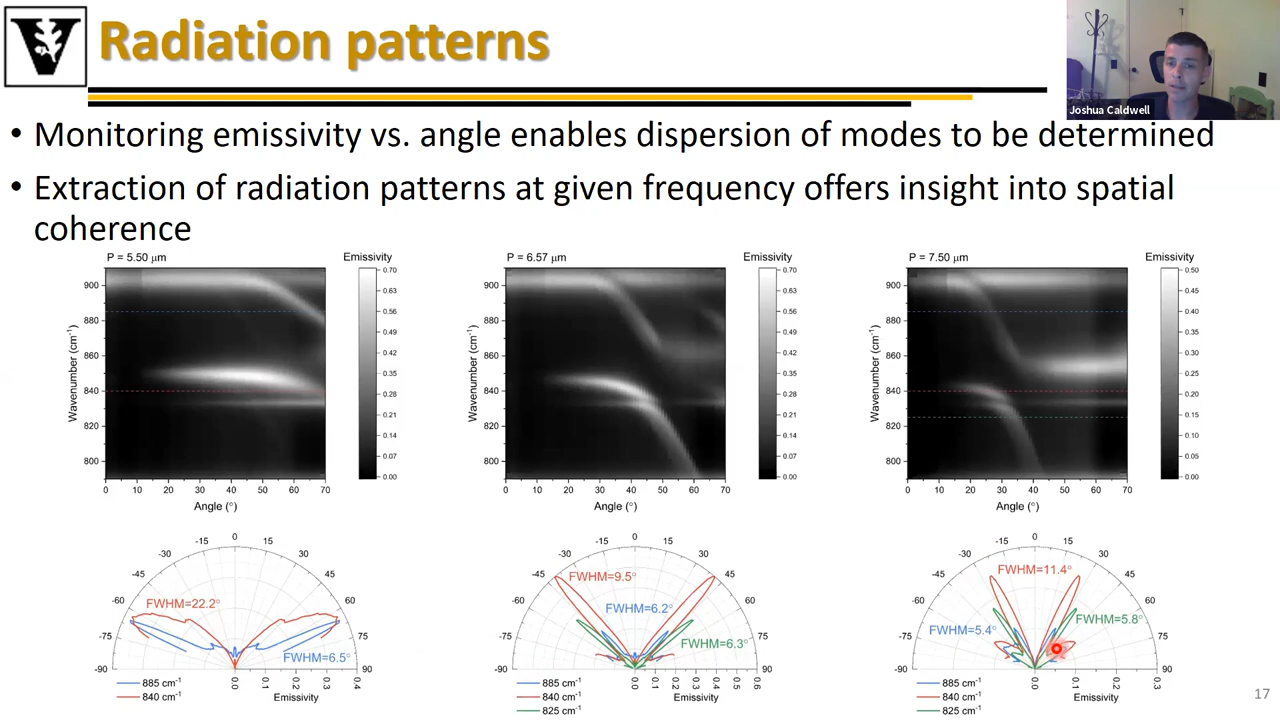 Radiation patterns
Joshua Caldwell
• Monitoring emissivity vs. angle enables dispersion of modes to be determined
• Extraction of radiation patterns at given frequency offers insight into spatial
coherence
P = 5.50 μm
Emissivity
900
880
860
840
820
800
Wavenumber (cm⁻¹)
0 10 20 30 40 50 60 70
Angle (°)
0.70
0.63
0.56
0.49
0.42
0.35
0.28
0.21
0.14
0.07
0.00
P = 6.57 μm
Emissivity
900
880
860
840
820
800
Wavenumber (cm⁻¹)
0 10 20 30 40 50 60 70
Angle (°)
0.70
0.63
0.56
0.49
0.42
0.35
0.28
0.21
0.14
0.07
0.00
P = 7.50 μm
Emissivity
900
880
860
840
820
800
Wavenumber (cm⁻¹)
0 10 20 30 40 50 60 70
Angle (°)
0.50
0.45
0.40
0.35
0.30
0.25
0.20
0.15
0.10
0.05
0.00
-90 -75 -60 -45 -30 -15 0 15 30 45 60 75 90
FWHM=22.2°
FWHM=6.5°
0.0 0.1 0.2 0.3 0.4
Emissivity
885 cm⁻¹
840 cm⁻¹
-90 -75 -60 -45 -30 -15 0 15 30 45 60 75 90
FWHM=9.5°
FWHM=6.2°
FWHM=6.3°
0.0 0.1 0.2 0.3 0.4 0.5 0.6
Emissivity
885 cm⁻¹
840 cm⁻¹
825 cm⁻¹
-90 -75 -60 -45 -30 -15 0 15 30 45 60 75 90
FWHM=11.4°
FWHM=5.4°
FWHM=5.8°
0.0 0.1 0.2 0.3
Emissivity
885 cm⁻¹
840 cm⁻¹
825 cm⁻¹
17